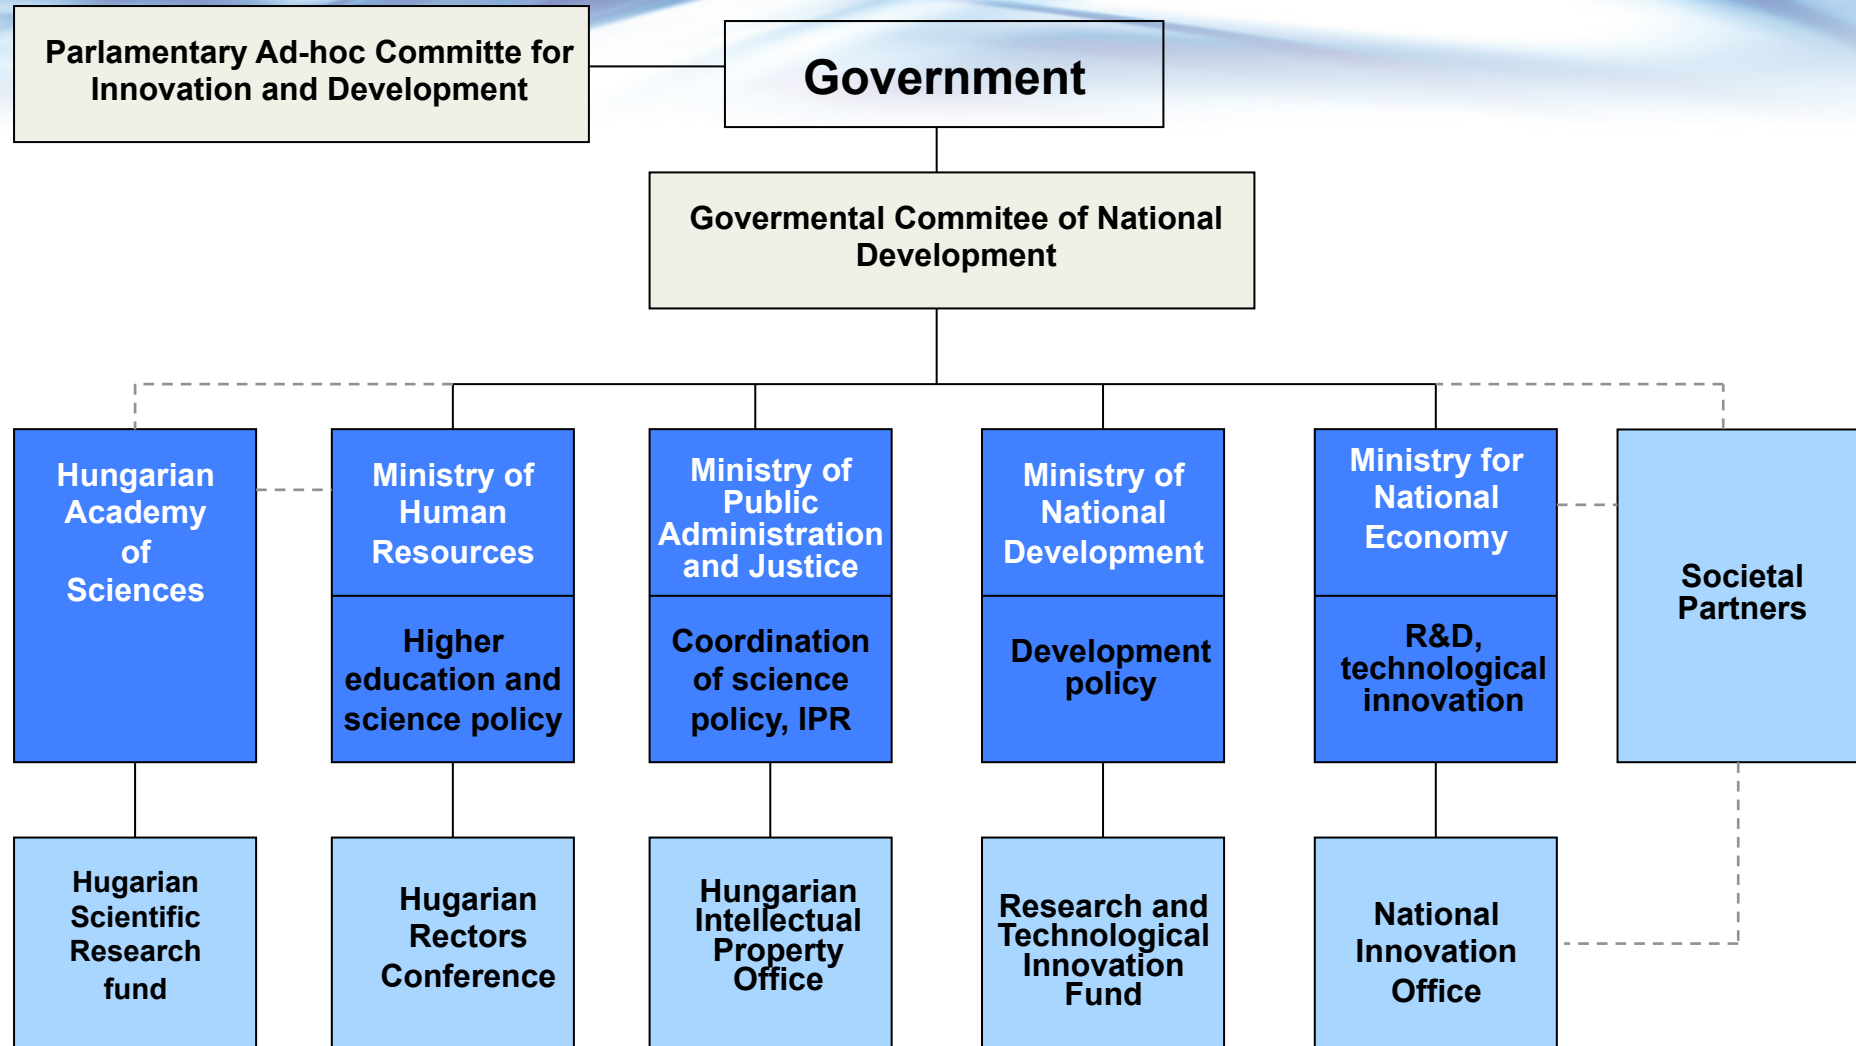 Parlamentary Ad-hoc Committe for
Innovation and Development
Government
Govermental Commitee of National
Development
Hungarian
Academy
of
Sciences
Ministry of
Human
Resources
Higher
education and
science policy
Ministry of
Public
Administration
and Justice
Coordination
of science
policy, IPR
Ministry of
National
Development
Development
policy
Ministry for
National
Economy
R&D,
technological
innovation
Societal
Partners
Hugarian
Scientific
Research
fund
Hugarian
Rectors
Conference
Hungarian
Intellectual
Property
Office
Research and
Technological
Innovation
Fund
National
Innovation
Office